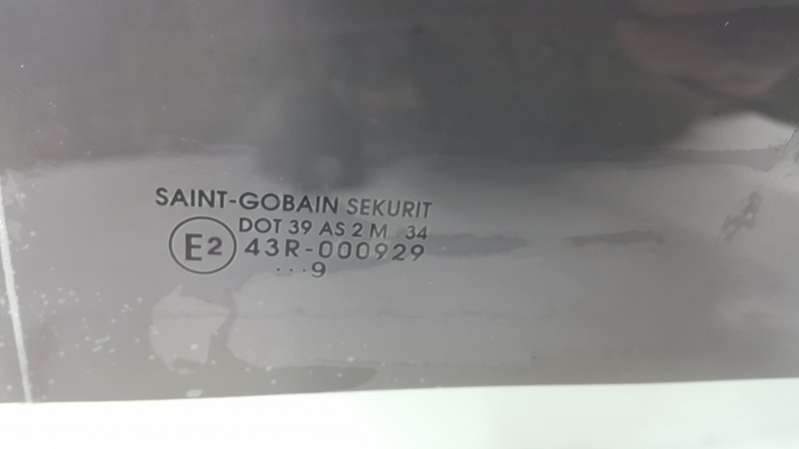 SAINT-GOBAIN SEKURIT
DOT 39 AS 2 M 34
E2 43R-000929
...9